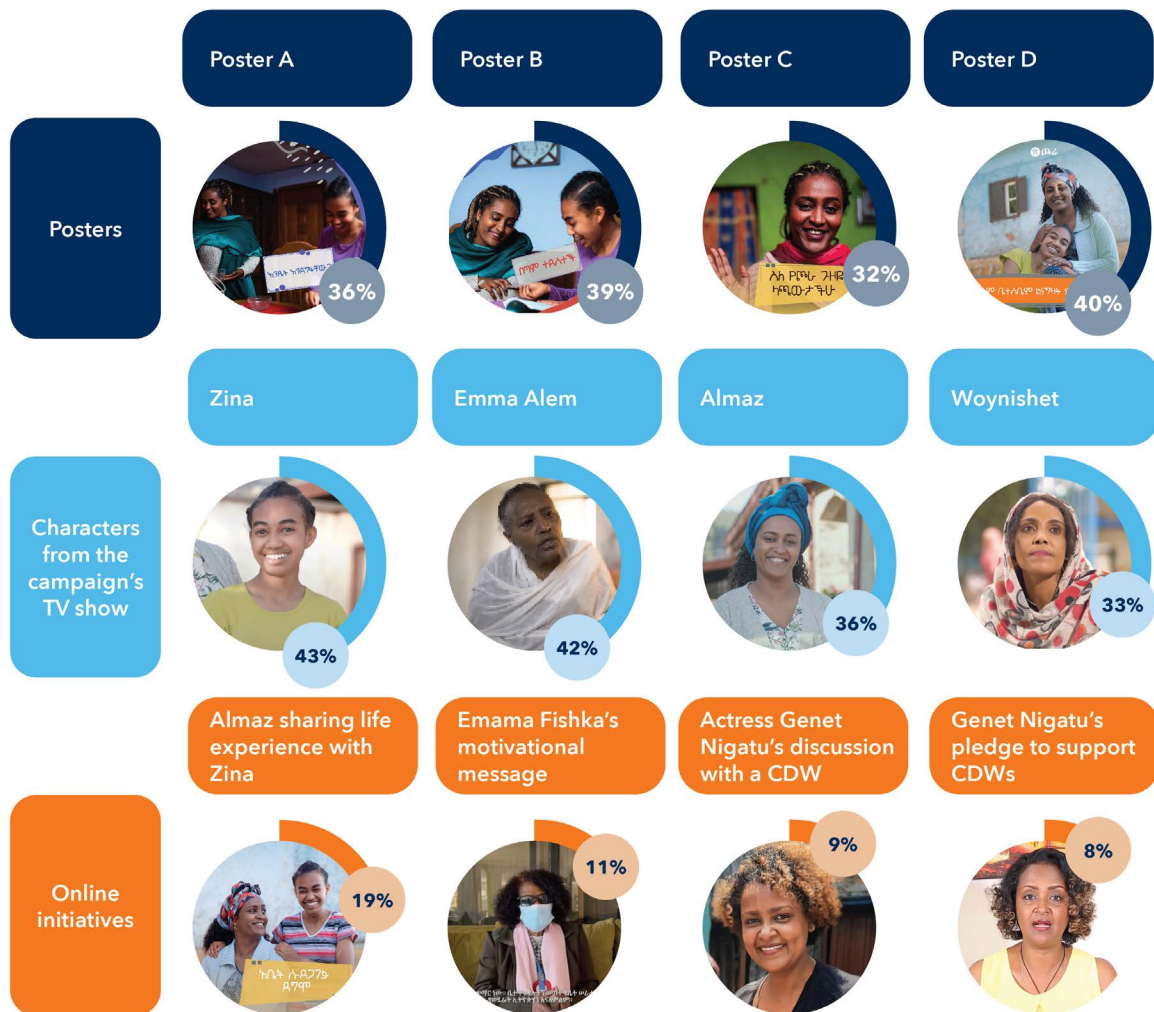 Poster A
Poster B
Poster C
Poster D
Posters
36%
39%
በጣም ተደሰተች
32%
40%
Zina
Emma Alem
Almaz
Woynishet
Characters
from the
campaign's
TV show
43%
42%
36%
33%
Almaz sharing life
experience with
Zina
Emama Fishka's
motivational
message
Actress Genet
Nigatu's discussion
with a CDW
Genet Nigatu's
pledge to support
CDWs
Online
initiatives
19%
11%
9%
8%